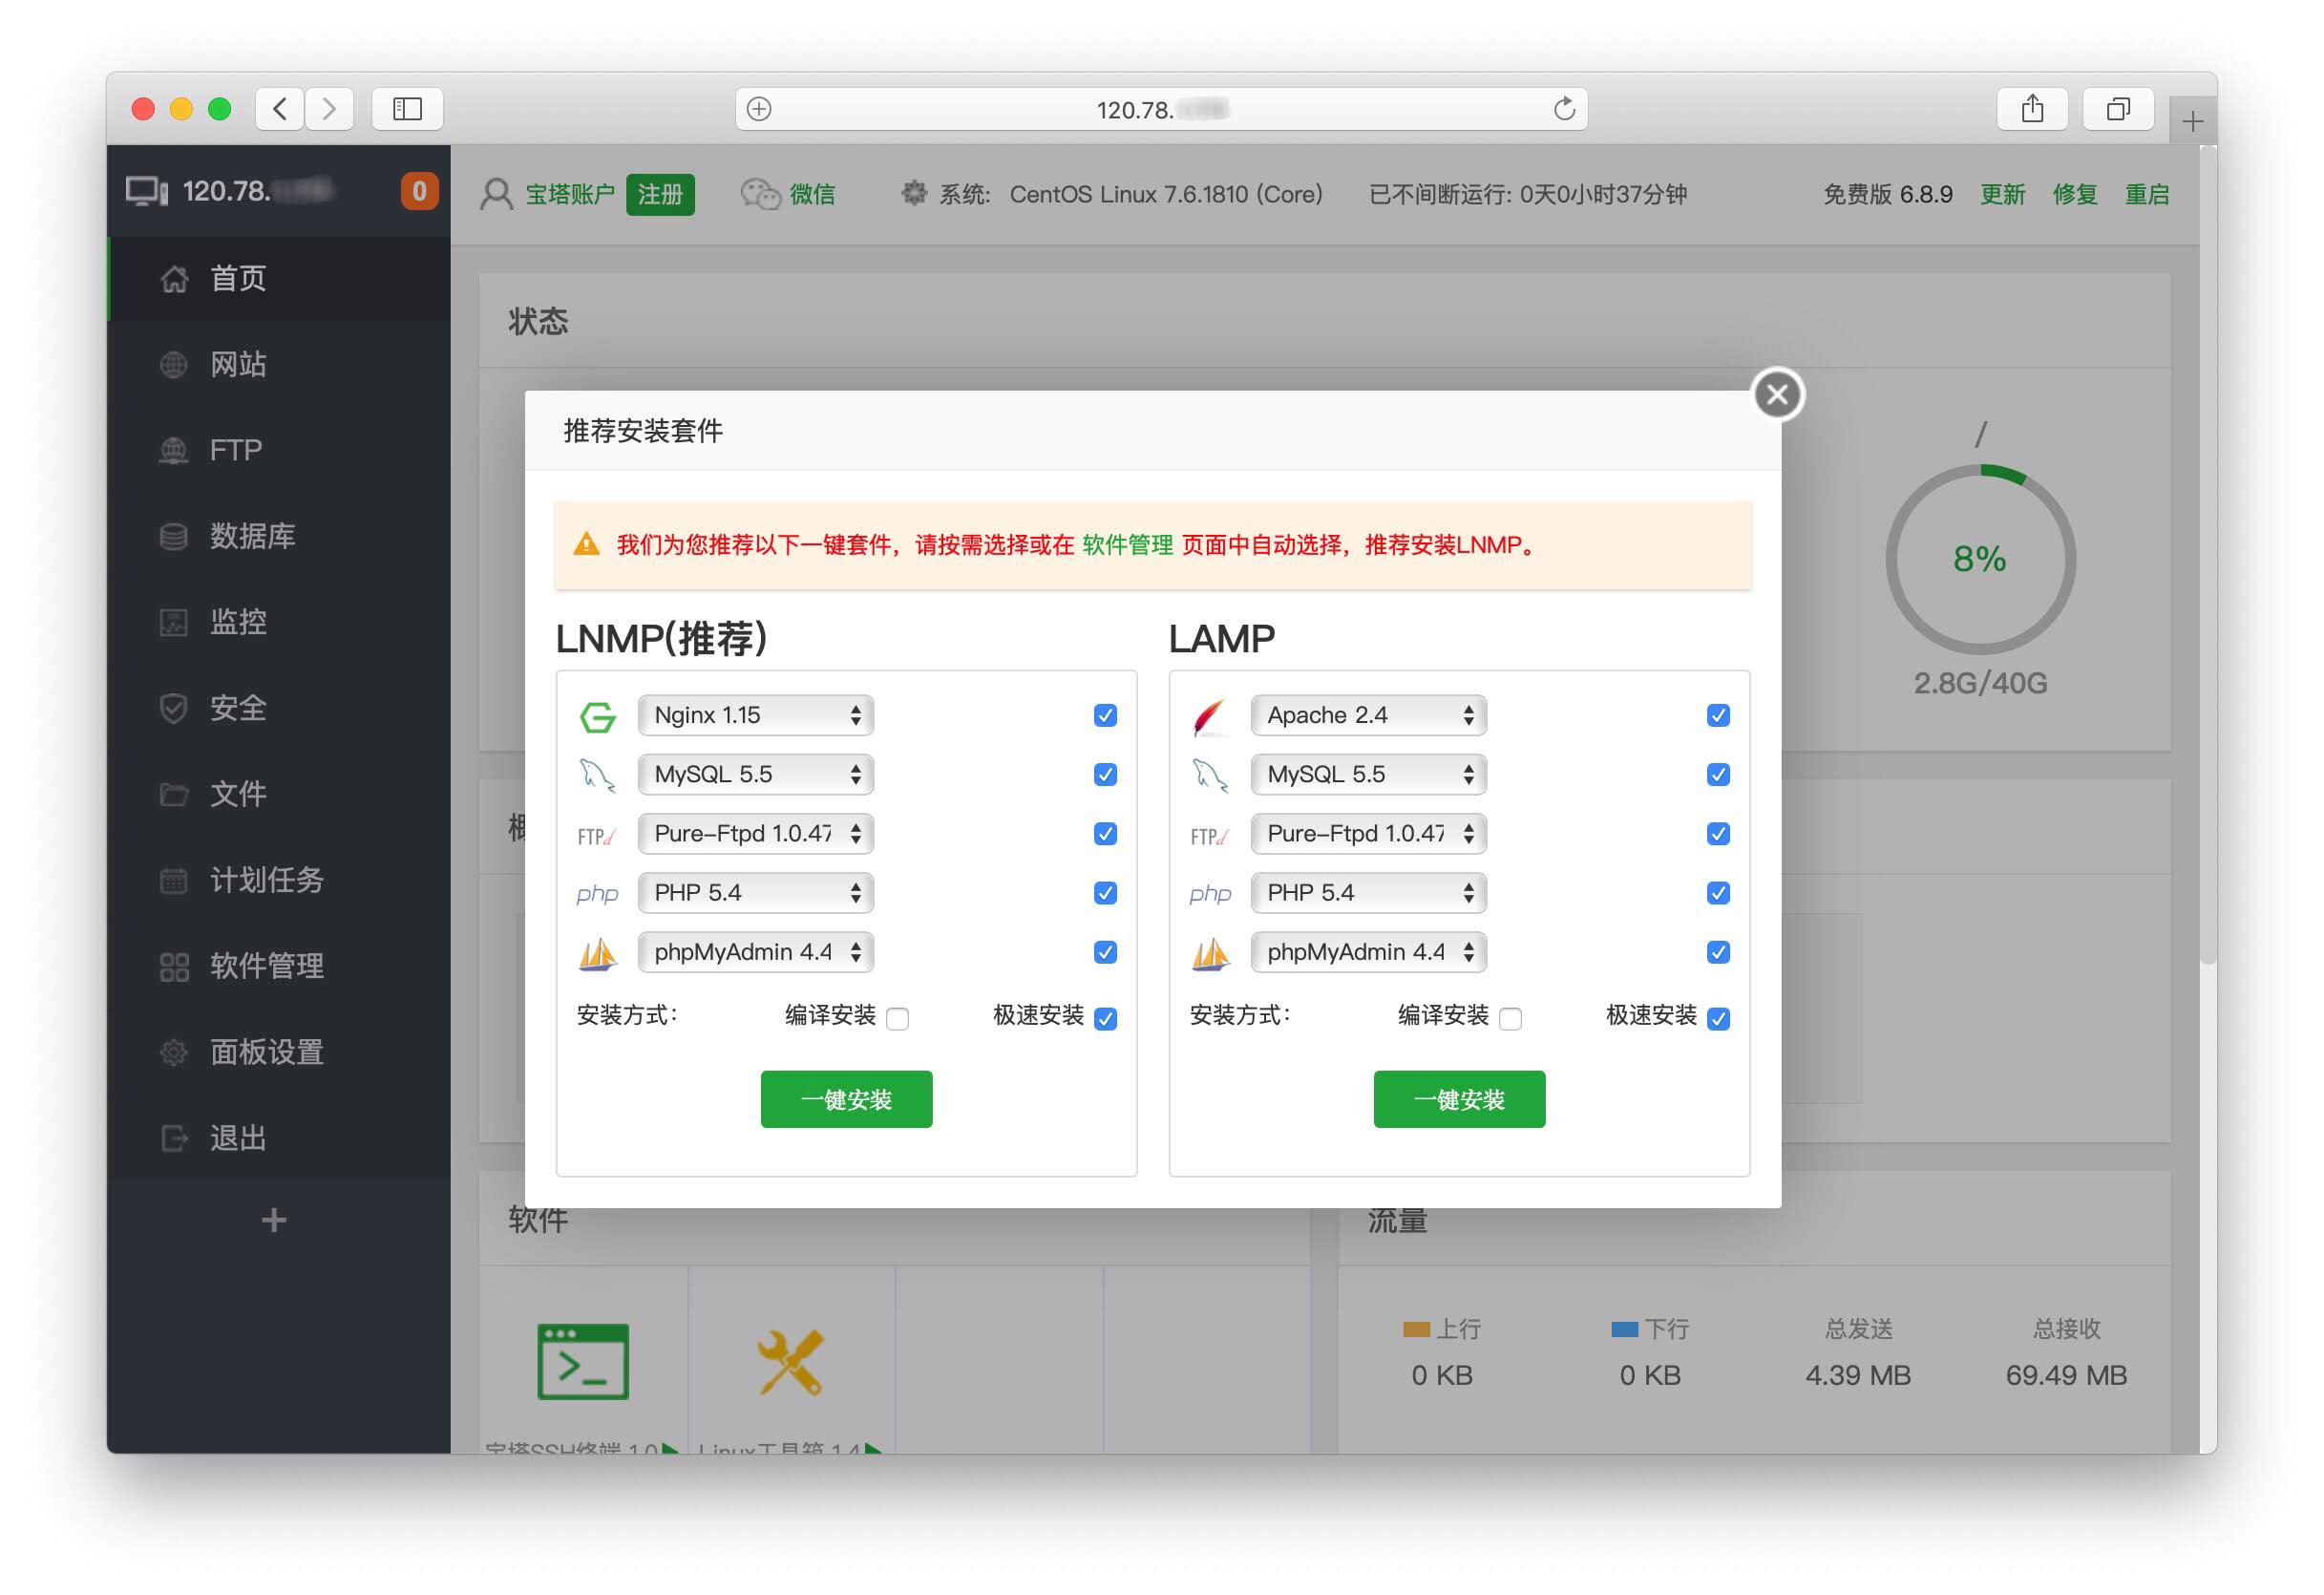 120.78.
120.78.
0
宝塔账户 注册 微信 系统: CentOS Linux 7.6.1810 (Core) 已不间断运行: 0天0小时37分钟 免费版 6.8.9 更新 修复 重启
首页
网站
FTP
数据库
监控
安全
文件
计划任务
软件管理
面板设置
退出
+
状态
/
8%
2.8G/40G
推荐安装套件
我们为您推荐以下一键套件，请按需选择或在 软件管理 页面中自动选择，推荐安装LNMP。
LNMP(推荐)
Nginx 1.15
MySQL 5.5
FTPd Pure-Ftpd 1.0.47
php PHP 5.4
phpMyAdmin 4.4
安装方式： 编译安装 极速安装
一键安装
LAMP
Apache 2.4
MySQL 5.5
FTPd Pure-Ftpd 1.0.47
php PHP 5.4
phpMyAdmin 4.4
安装方式： 编译安装 极速安装
一键安装
软件
宝塔SSH终端 1.0
Linux工具箱 1.4
流量
上行 下行 总发送 总接收
0 KB 0 KB 4.39 MB 69.49 MB